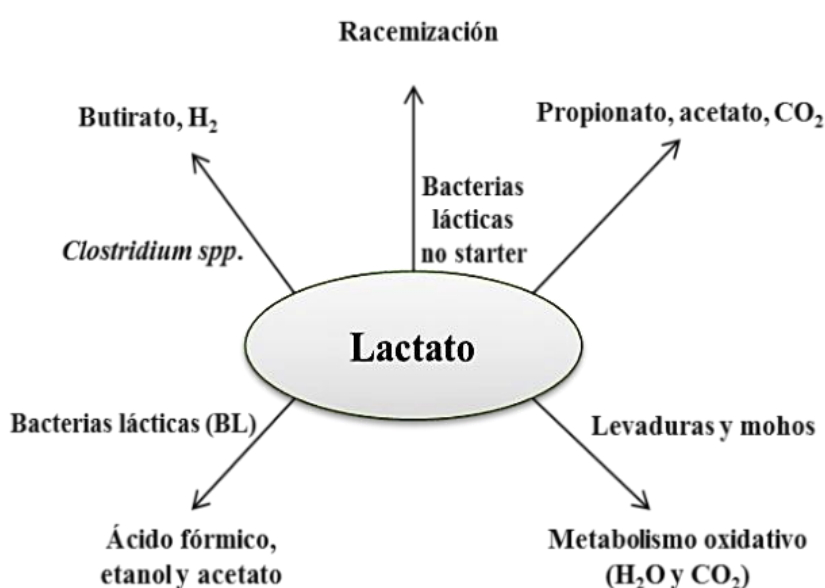 Racemización
Butirato, H₂
Propionato, acetato, CO₂
Bacterias
lácticas
no starter
Clostridium spp.
Lactato
Bacterias lácticas (BL)
Levaduras y mohos
Ácido fórmico,
etanol y acetato
Metabolismo oxidativo
(H₂O y CO₂)